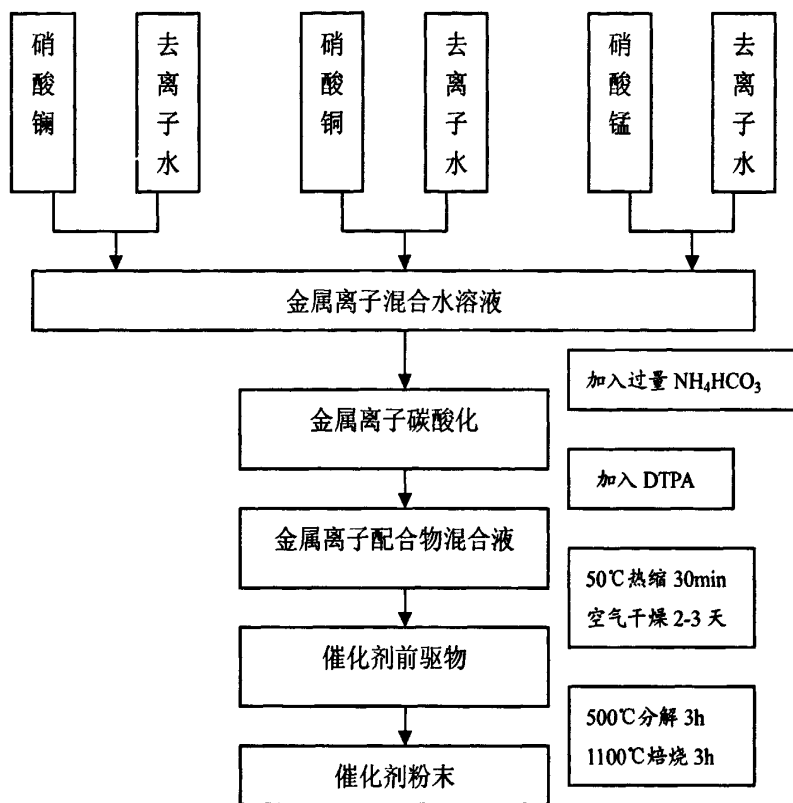 硝酸镧
去离子水
硝酸铜
去离子水
硝酸锰
去离子水
金属离子混合水溶液
加入过量 NH₄HCO₃
金属离子碳酸化
加入 DTPA
金属离子配合物混合液
50℃热缩 30min
空气干燥 2-3 天
催化剂前驱物
500℃分解 3h
1100℃焙烧 3h
催化剂粉末